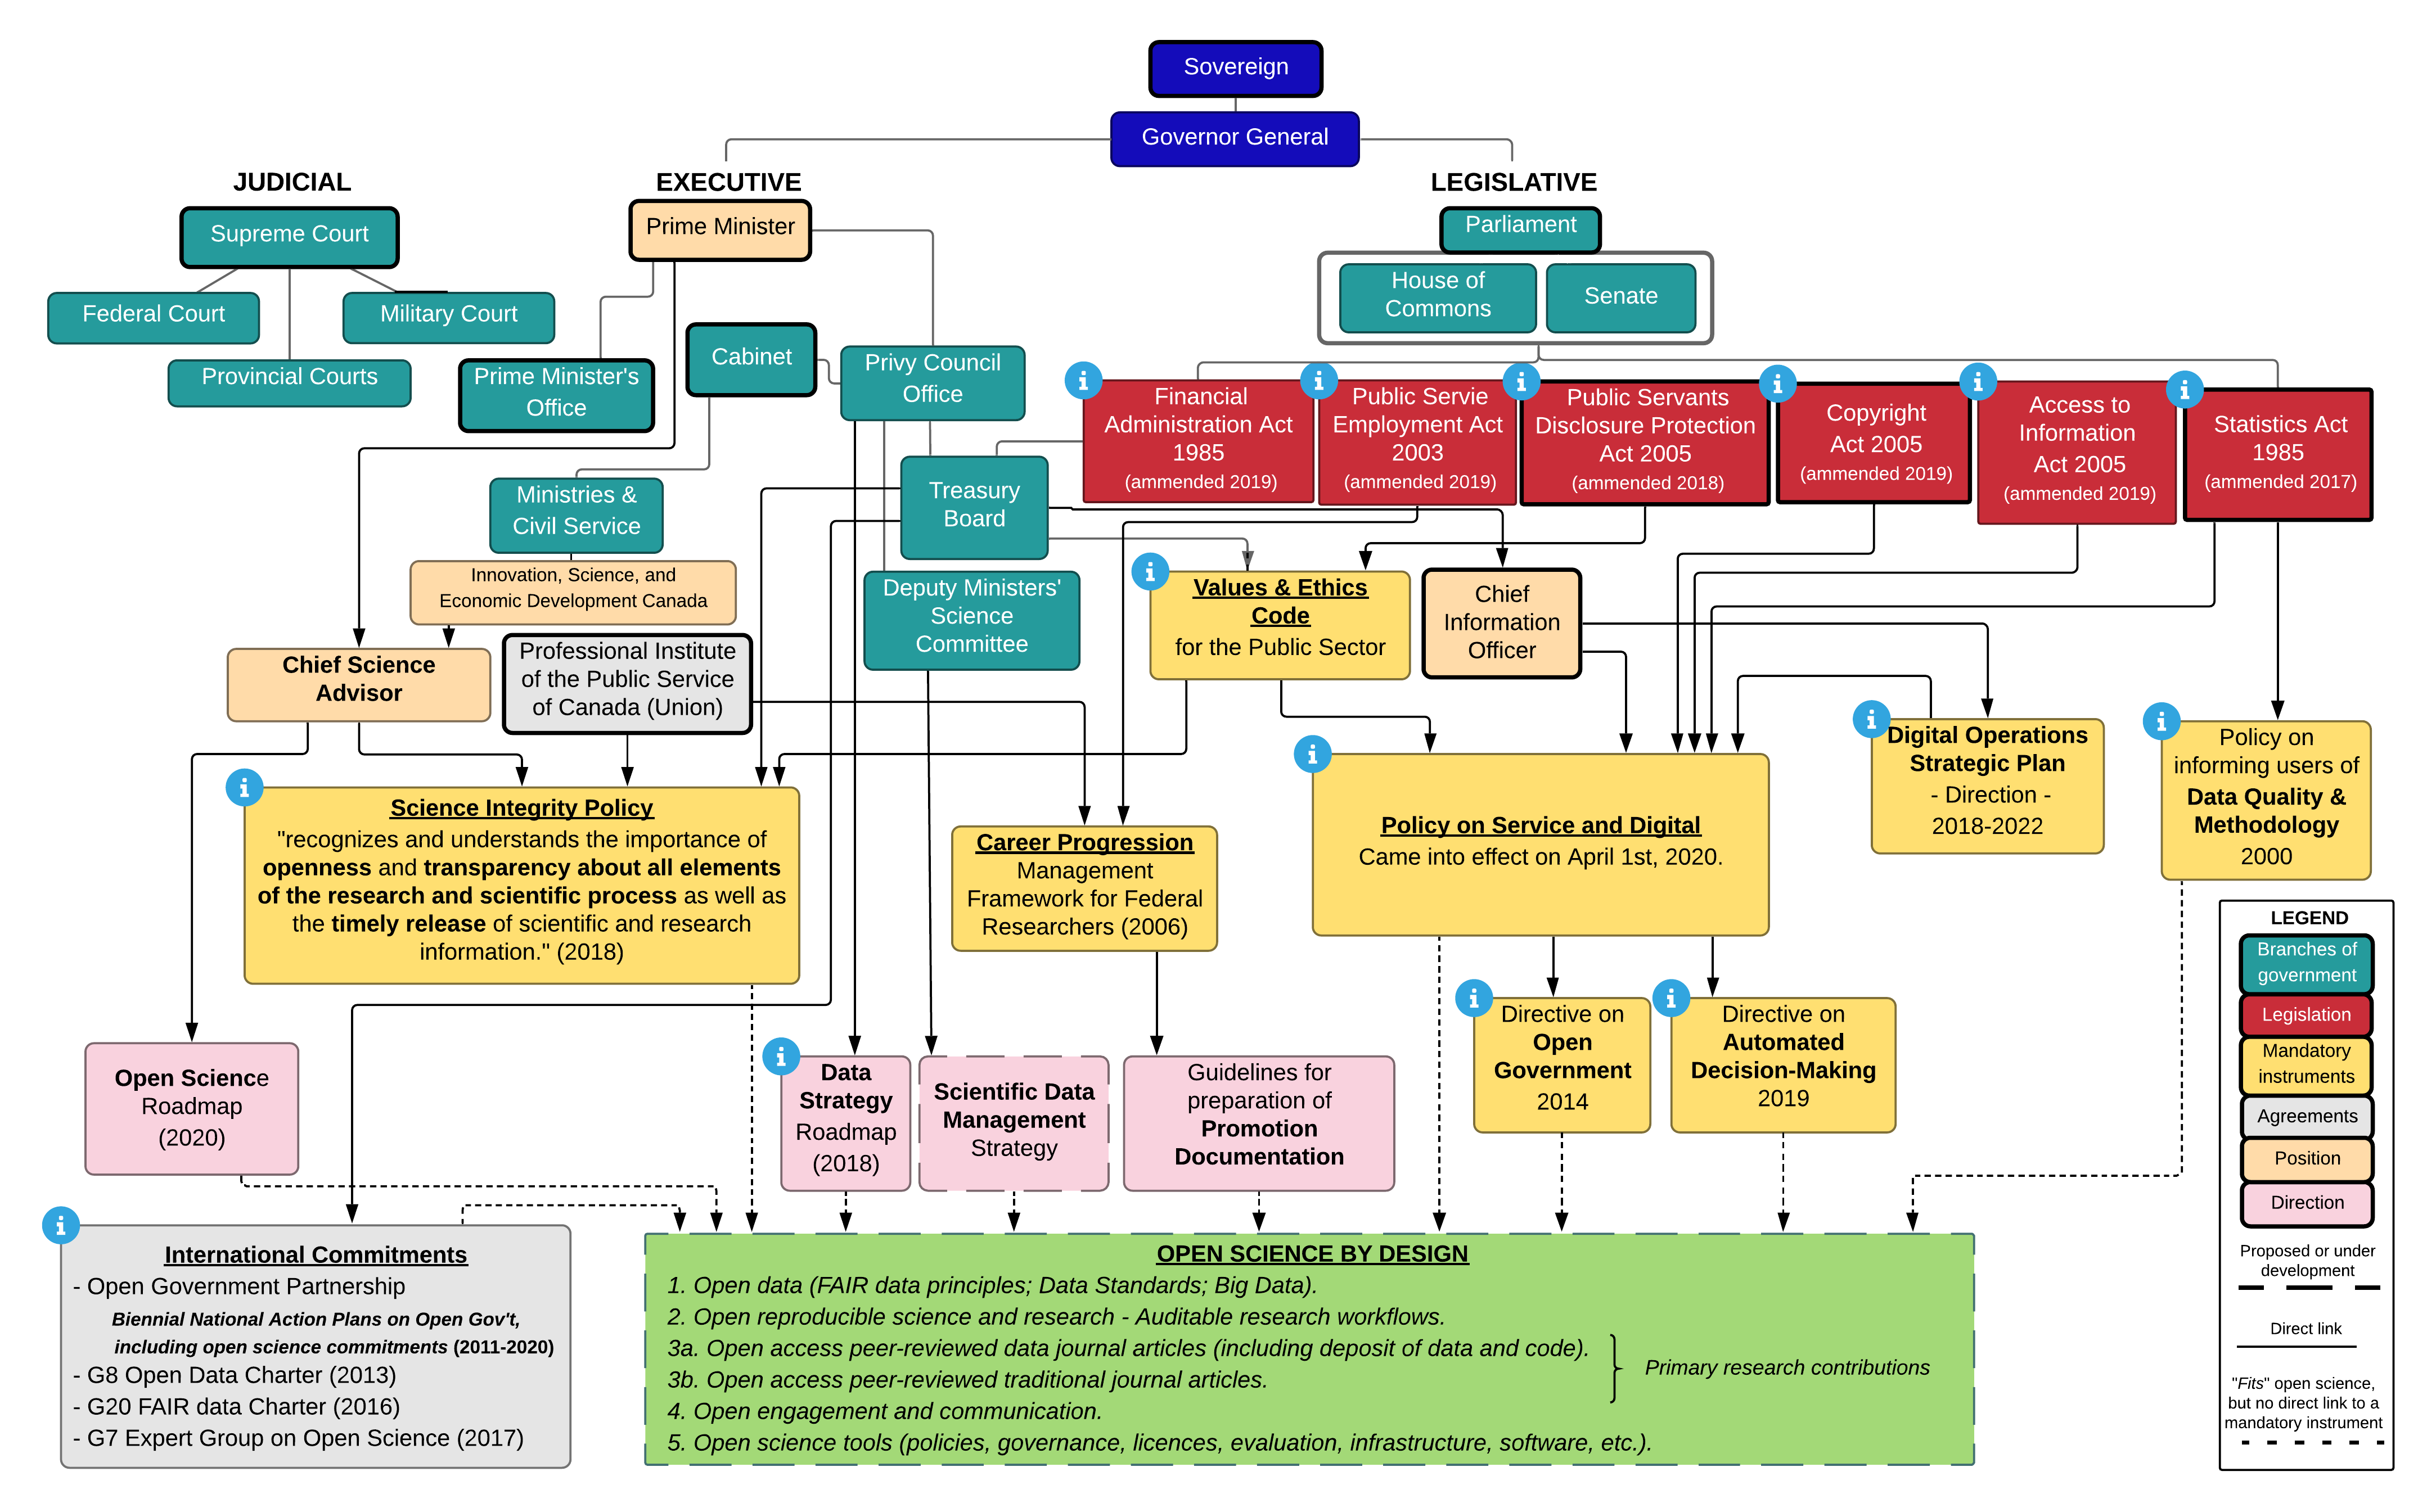 Sovereign
Governor General
JUDICIAL
EXECUTIVE
LEGISLATIVE
Supreme Court
Federal Court
Military Court
Provincial Courts
Prime Minister
Prime Minister's
Office
Cabinet
Privy Council
Office
Parliament
House of
Commons
Senate
Financial
Administration Act
1985
(ammended 2019)
Public Servie
Employment Act
2003
(ammended 2019)
Public Servants
Disclosure Protection
Act 2005
(ammended 2018)
Copyright
Act 2005
(ammended 2019)
Access to
Information
Act 2005
(ammended 2019)
Statistics Act
1985
(ammended 2017)
Ministries &
Civil Service
Treasury
Board
Innovation, Science, and
Economic Development Canada
Deputy Ministers'
Science
Committee
Values & Ethics
Code
for the Public Sector
Chief
Information
Officer
Chief Science
Advisor
Professional Institute
of the Public Service
of Canada (Union)
Digital Operations
Strategic Plan
- Direction -
2018-2022
Policy on
informing users of
Data Quality &
Methodology
2000
Science Integrity Policy
"recognizes and understands the importance of
openness and transparency about all elements
of the research and scientific process as well as
the timely release of scientific and research
information." (2018)
Career Progression
Management
Framework for Federal
Researchers (2006)
Policy on Service and Digital
Came into effect on April 1st, 2020.
Directive on
Open
Government
2014
Directive on
Automated
Decision-Making
2019
Open Science
Roadmap
(2020)
Data
Strategy
Roadmap
(2018)
Scientific Data
Management
Strategy
Guidelines for
preparation of
Promotion
Documentation
International Commitments
- Open Government Partnership
Biennial National Action Plans on Open Gov't,
including open science commitments (2011-2020)
- G8 Open Data Charter (2013)
- G20 FAIR data Charter (2016)
- G7 Expert Group on Open Science (2017)
OPEN SCIENCE BY DESIGN
1. Open data (FAIR data principles; Data Standards; Big Data).
2. Open reproducible science and research - Auditable research workflows.
3a. Open access peer-reviewed data journal articles (including deposit of data and code).
3b. Open access peer-reviewed traditional journal articles.
Primary research contributions
4. Open engagement and communication.
5. Open science tools (policies, governance, licences, evaluation, infrastructure, software, etc.).
LEGEND
Branches of
government
Legislation
Mandatory
instruments
Agreements
Position
Direction
Proposed or under
development
Direct link
"Fits" open science,
but no direct link to a
mandatory instrument